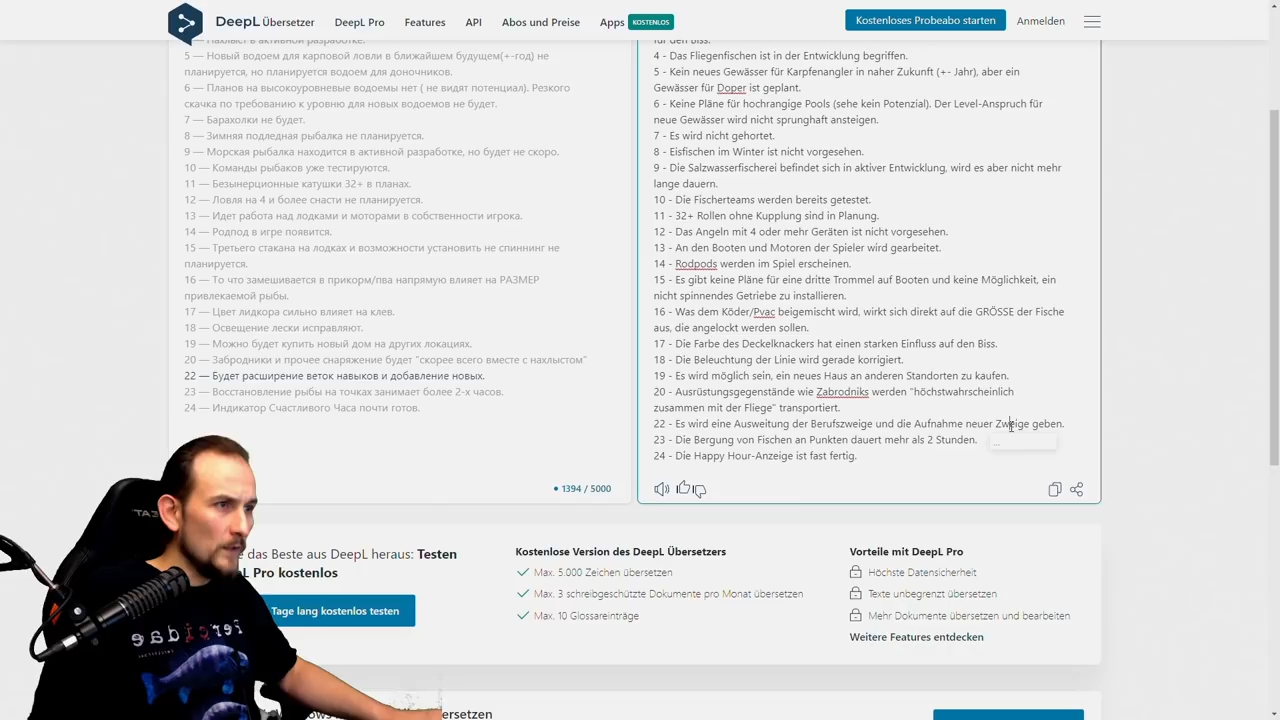 DeepL Übersetzer
DeepL Pro
Features
API
Abos und Preise
Apps KOSTENLOS
Kostenloses Probeabo starten
Anmelden
4 — Нахлыст в активной разработке.
5 — Новый водоем для карповой ловли в ближайшем будущем(+-год) не
планируется, но планируется водоем для доночников.
6 — Планов на высокоуровневые водоемы нет ( не видят потенциал). Резкого
скачка по требованию к уровню для новых водоемов не будет.
7 — Барахолки не будет.
8 — Зимняя подледная рыбалка не планируется.
9 — Морская рыбалка находится в активной разработке, но будет не скоро.
10 — Команды рыбаков уже тестируются.
11 — Безынерционные катушки 32+ в планах.
12 — Ловля на 4 и более снасти не планируется.
13 — Идет работа над лодками и моторами в собственности игрока.
14 — Родпод в игре появится.
15 — Третьего стакана на лодках и возможности установить не спиннинг не
планируется.
16 — То что замешивается в прикорм/пва напрямую влияет на РАЗМЕР
привлекаемой рыбы.
17 — Цвет лидкора сильно влияет на клев.
18 — Освещение лески исправляют.
19 — Можно будет купить новый дом на других локациях.
20 — Забродники и прочее снаряжение будет "скорее всего вместе с нахлыстом"
22 — Будет расширение веток навыков и добавление новых.
23 — Восстановление рыбы на точках занимает более 2-х часов.
24 — Индикатор Счастливого Часа почти готов.
1394 / 5000
für den Biss.
4 - Das Fliegenfischen ist in der Entwicklung begriffen.
5 - Kein neues Gewässer für Karpfenangler in naher Zukunft (+- Jahr), aber ein
Gewässer für Doper ist geplant.
6 - Keine Pläne für hochrangige Pools (sehe kein Potenzial). Der Level-Anspruch für
neue Gewässer wird nicht sprunghaft ansteigen.
7 - Es wird nicht gehortet.
8 - Eisfischen im Winter ist nicht vorgesehen.
9 - Die Salzwasserfischerei befindet sich in aktiver Entwicklung, wird es aber nicht mehr
lange dauern.
10 - Die Fischerteams werden bereits getestet.
11 - 32+ Rollen ohne Kupplung sind in Planung.
12 - Das Angeln mit 4 oder mehr Geräten ist nicht vorgesehen.
13 - An den Booten und Motoren der Spieler wird gearbeitet.
14 - Rodpods werden im Spiel erscheinen.
15 - Es gibt keine Pläne für eine dritte Trommel auf Booten und keine Möglichkeit, ein
nicht spinnendes Getriebe zu installieren.
16 - Was dem Köder/Pvac beigemischt wird, wirkt sich direkt auf die GRÖSSE der Fische
aus, die angelockt werden sollen.
17 - Die Farbe des Deckelknackers hat einen starken Einfluss auf den Biss.
18 - Die Beleuchtung der Linie wird gerade korrigiert.
19 - Es wird möglich sein, ein neues Haus an anderen Standorten zu kaufen.
20 - Ausrüstungsgegenstände wie Zabrodniks werden "höchstwahrscheinlich
zusammen mit der Fliege" transportiert.
22 - Es wird eine Ausweitung der Berufszweige und die Aufnahme neuer Zweige geben.
23 - Die Bergung von Fischen an Punkten dauert mehr als 2 Stunden.
...
24 - Die Happy Hour-Anzeige ist fast fertig.
das Beste aus DeepL heraus: Testen
DeepL Pro kostenlos
Tage lang kostenlos testen
Kostenlose Version des DeepL Übersetzers
Max. 5.000 Zeichen übersetzen
Max. 3 schreibgeschützte Dokumente pro Monat übersetzen
Max. 10 Glossareinträge
Vorteile mit DeepL Pro
Höchste Datensicherheit
Texte unbegrenzt übersetzen
Mehr Dokumente übersetzen und bearbeiten
Weitere Features entdecken